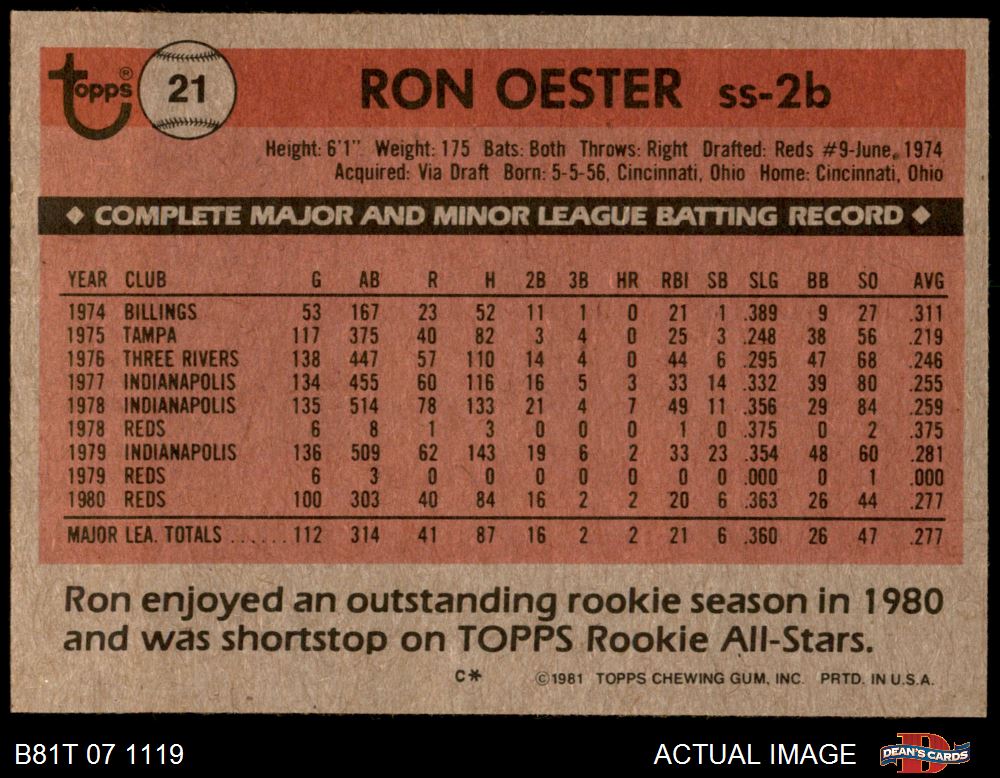 Topps® 21 RON OESTER ss-2b
Height: 6'1" Weight: 175 Bats: Both Throws: Right Drafted: Reds #9-June, 1974
Acquired: Via Draft Born: 5-5-56, Cincinnati, Ohio Home: Cincinnati, Ohio
◆ COMPLETE MAJOR AND MINOR LEAGUE BATTING RECORD ◆
YEAR CLUB G AB R H 2B 3B HR RBI SB SLG BB SO AVG
1974 BILLINGS 53 167 23 52 11 1 0 21 1 .389 9 27 .311
1975 TAMPA 117 375 40 82 3 4 0 25 3 .248 38 56 .219
1976 THREE RIVERS 138 447 57 110 14 4 0 44 6 .295 47 68 .246
1977 INDIANAPOLIS 134 455 60 116 16 5 3 33 14 .332 39 80 .255
1978 INDIANAPOLIS 135 514 78 133 21 4 7 49 11 .356 29 84 .259
1978 REDS 6 8 1 3 0 0 0 1 0 .375 0 2 .375
1979 INDIANAPOLIS 136 509 62 143 19 6 2 33 23 .354 48 60 .281
1979 REDS 6 3 0 0 0 0 0 0 0 .000 0 1 .000
1980 REDS 100 303 40 84 16 2 2 20 6 .363 26 44 .277
MAJOR LEA. TOTALS ...... 112 314 41 87 16 2 2 21 6 .360 26 47 .277
Ron enjoyed an outstanding rookie season in 1980
and was shortstop on TOPPS Rookie All-Stars.
C* ©1981 TOPPS CHEWING GUM, INC. PRTD. IN U.S.A.
B81T 07 1119 ACTUAL IMAGE D DEAN'S CARDS